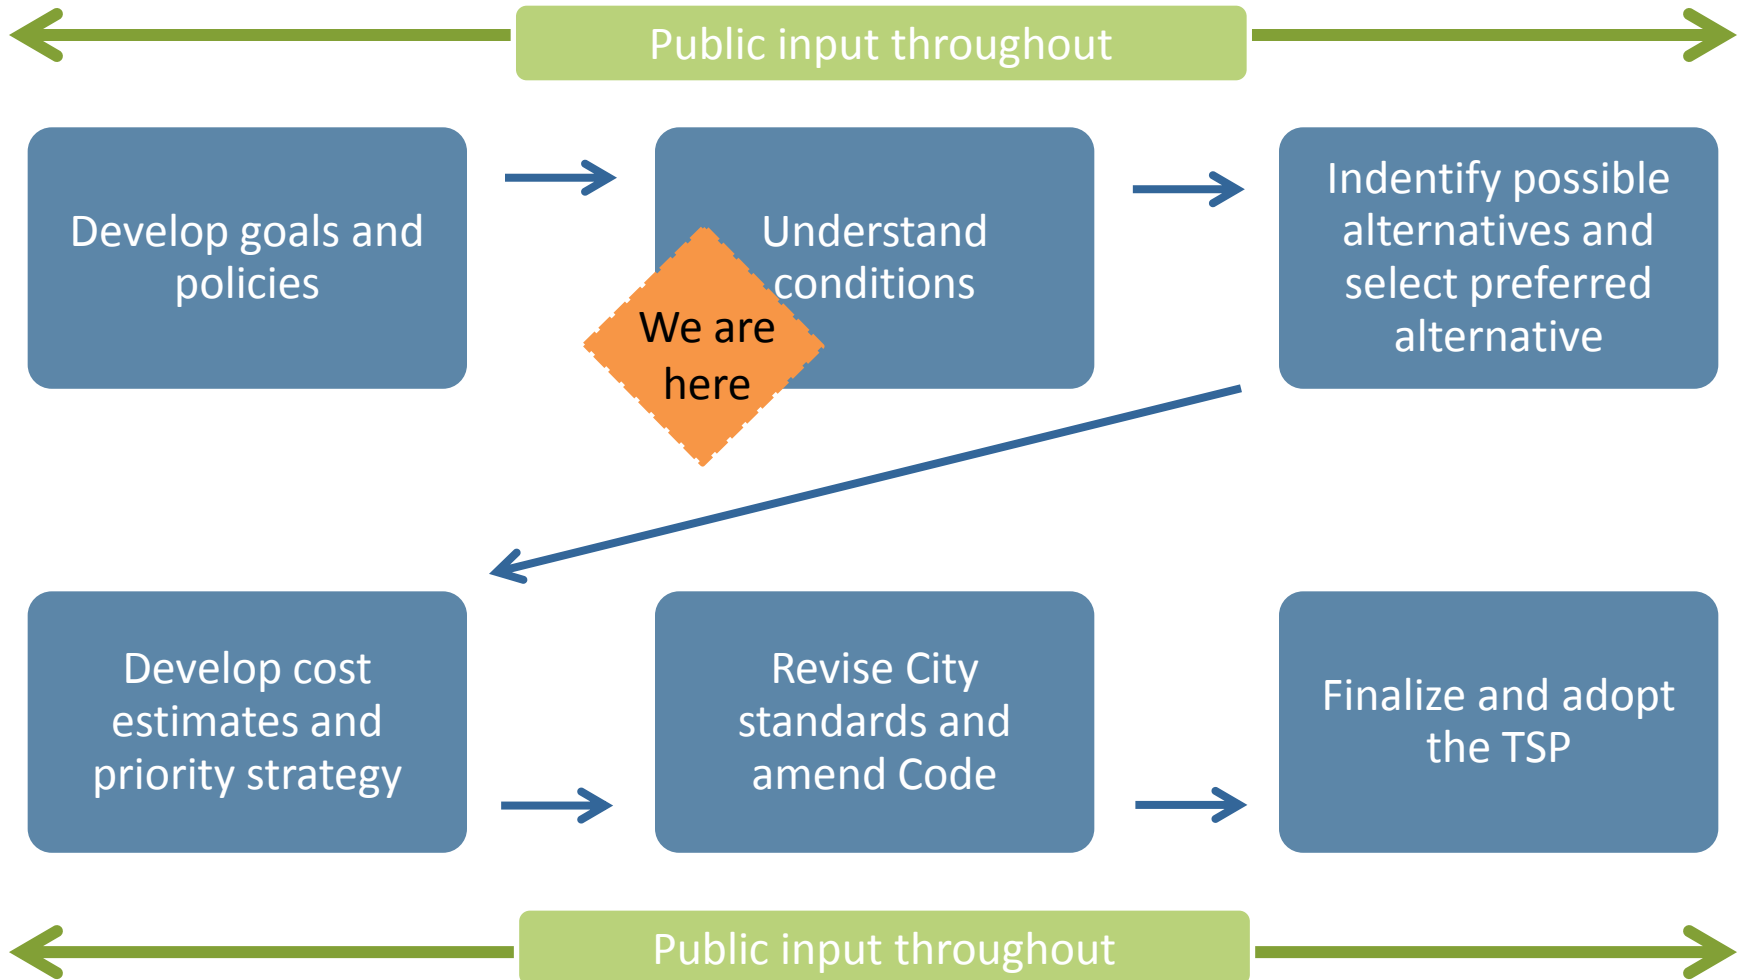 Public input throughout
Develop goals and
policies
Understand
conditions
Indentify possible
alternatives and
select preferred
alternative
We are
here
Develop cost
estimates and
priority strategy
Revise City
standards and
amend Code
Finalize and adopt
the TSP
Public input throughout